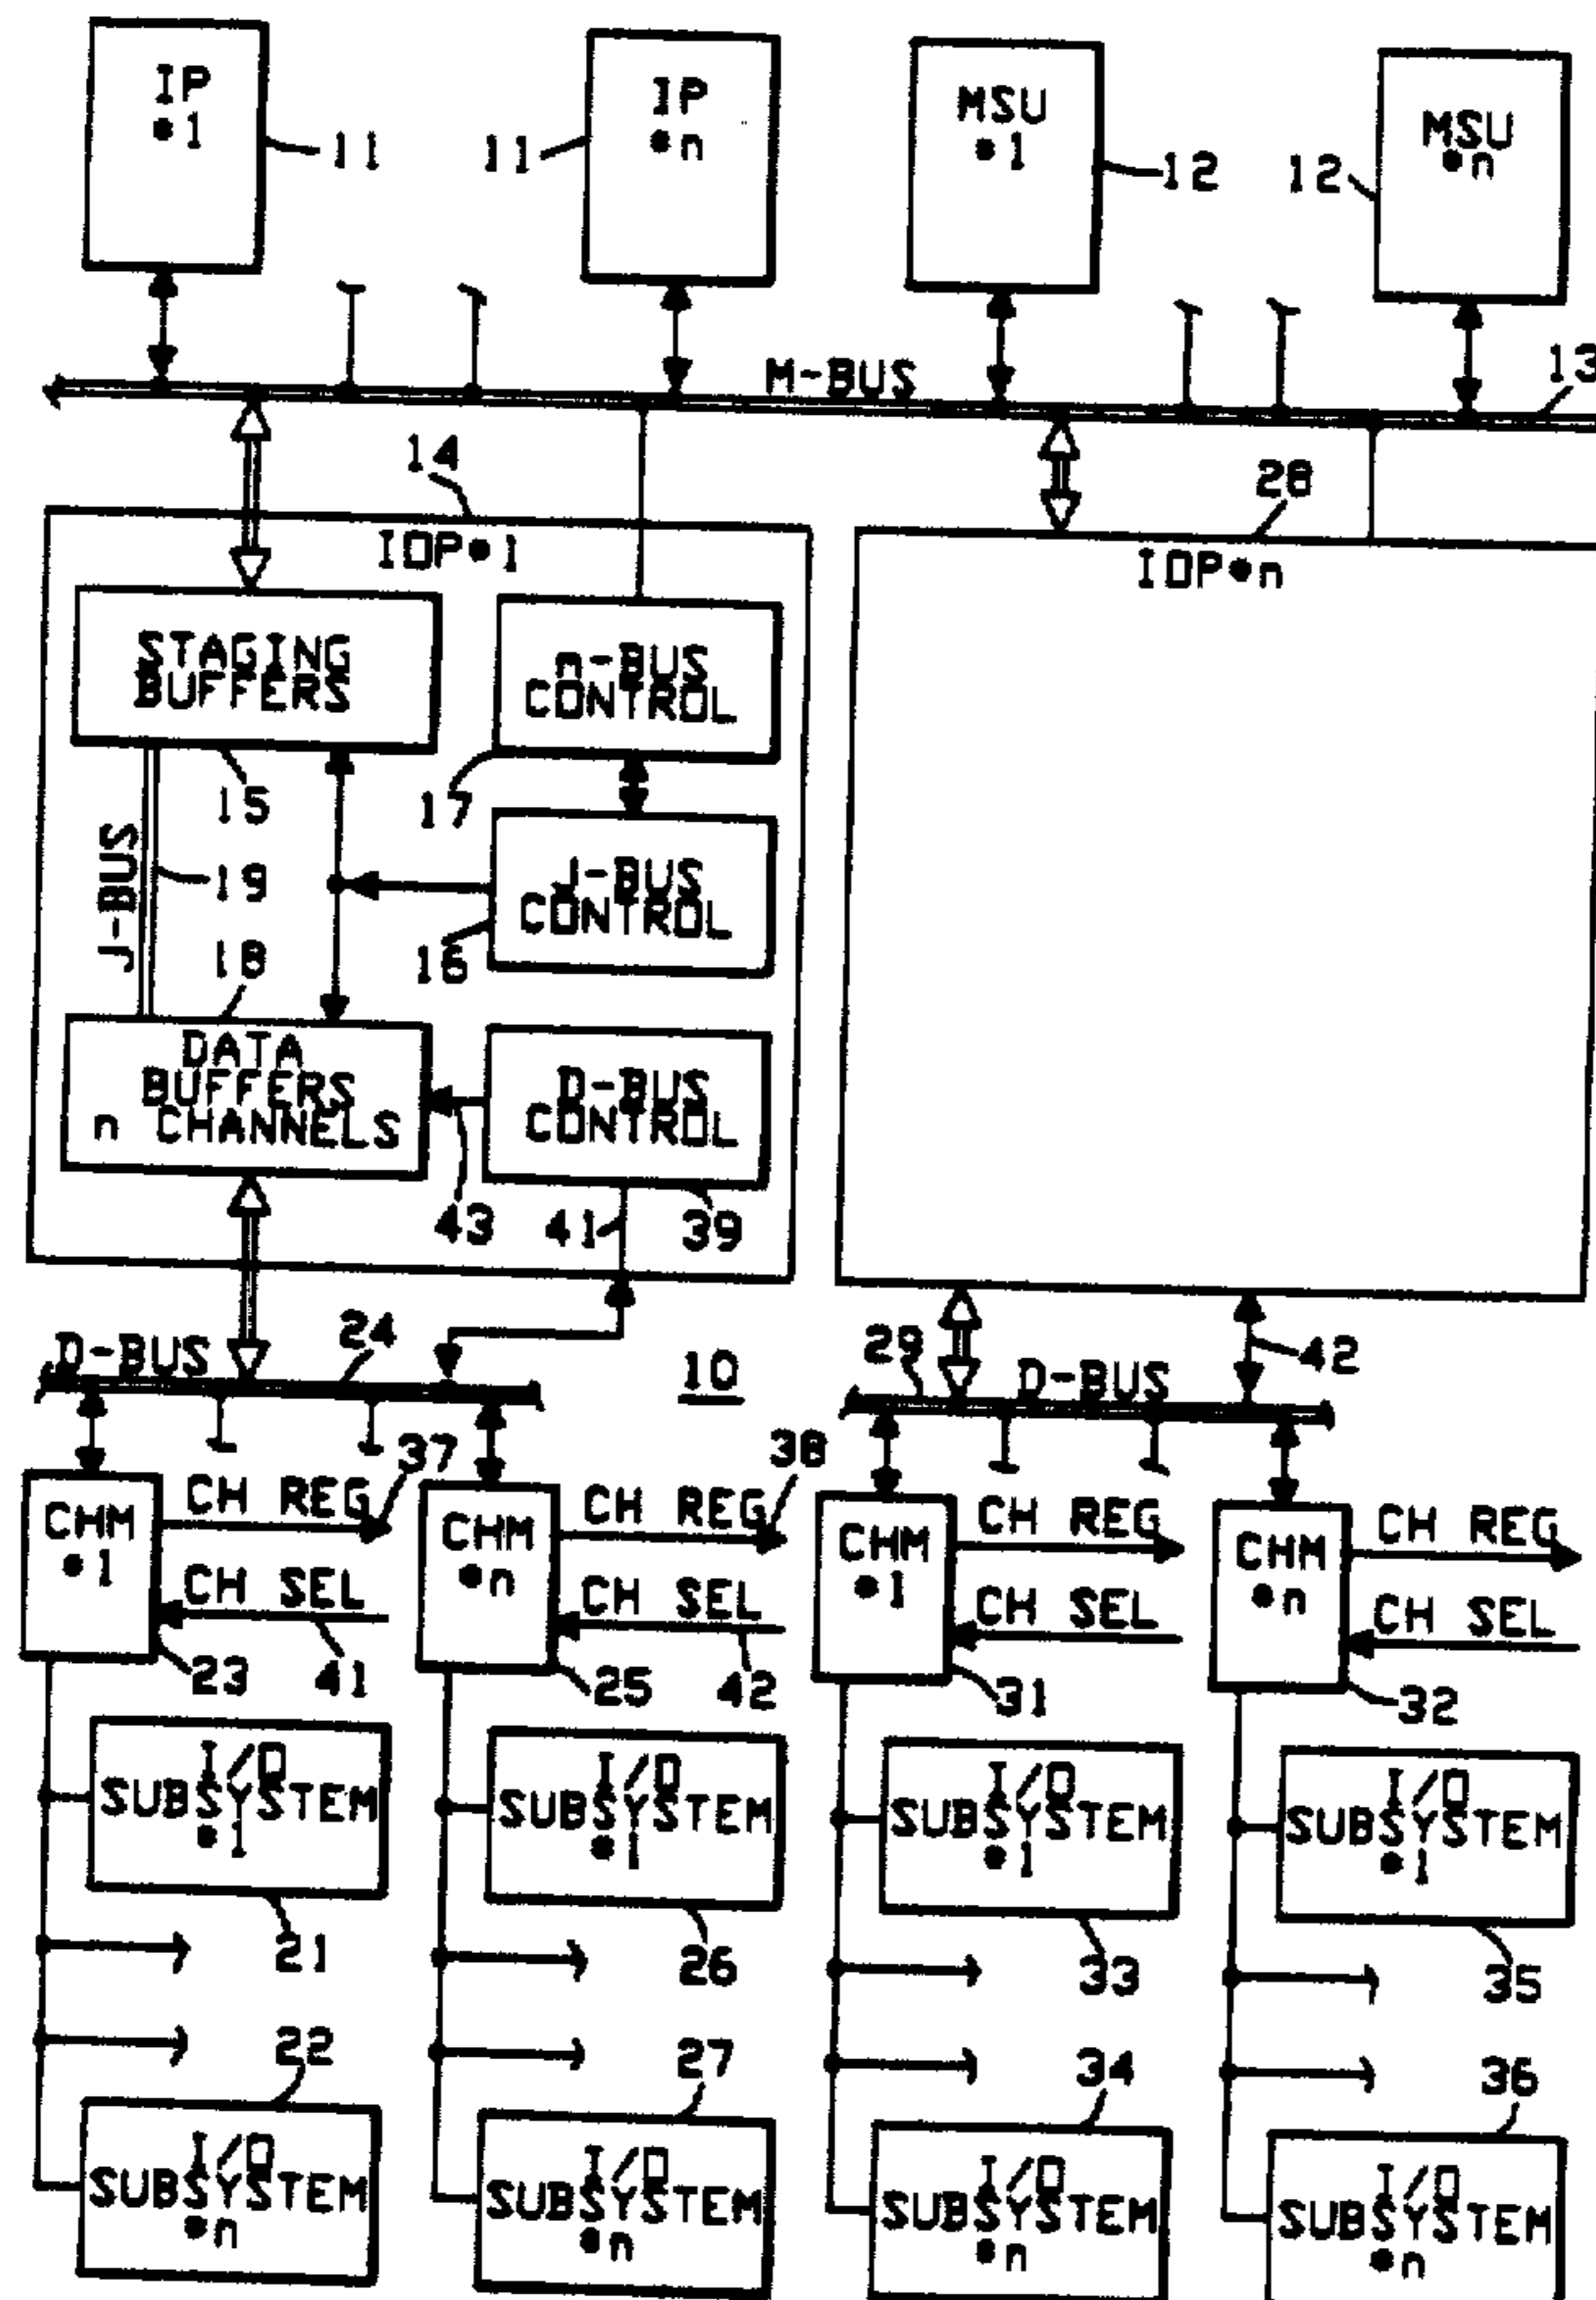 IP
•1
11
11
IP
•n
MSU
•1
12
12
MSU
•n
M-BUS
13
14
28
IOP•1
IOP•n
STAGING
BUFFERS
m-BUS
CONTROL
15
17
J-BUS
19
J-BUS
CONTROL
18
16
DATA
BUFFERS
n CHANNELS
D-BUS
CONTROL
43
41
39
D-BUS
24
10
29
D-BUS
42
37
38
CHM
•1
CH REG
CH SEL
23
41
CHM
•n
CH REG
CH SEL
25
42
CHM
•1
CH REG
CH SEL
31
CHM
•n
CH REG
CH SEL
32
I/O
SUBSYSTEM
•1
21
I/O
SUBSYSTEM
•1
26
I/O
SUBSYSTEM
•1
33
I/O
SUBSYSTEM
•1
35
22
27
34
36
I/O
SUBSYSTEM
•n
I/O
SUBSYSTEM
•n
I/O
SUBSYSTEM
•n
I/O
SUBSYSTEM
•n